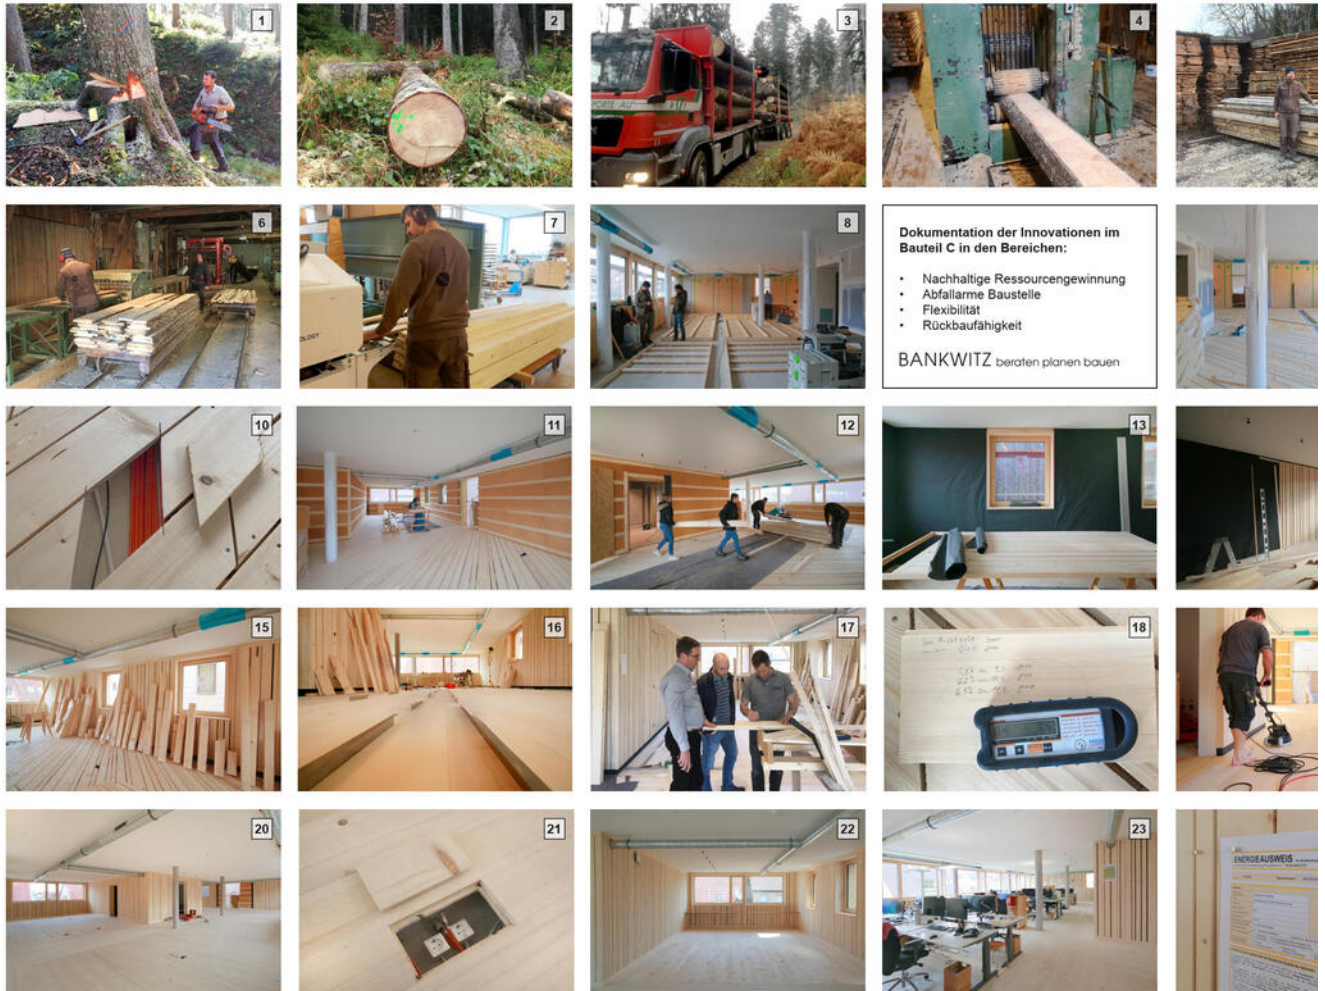 1
2
3
4
6
7
8
Dokumentation der Innovationen im
Bauteil C in den Bereichen:
• Nachhaltige Ressourcengewinnung
• Abfallarme Baustelle
• Flexibilität
• Rückbaufähigkeit
BANKWITZ beraten planen bauen
10
11
12
13
15
16
17
18
20
21
22
23
ENERGIEAUSWEIS